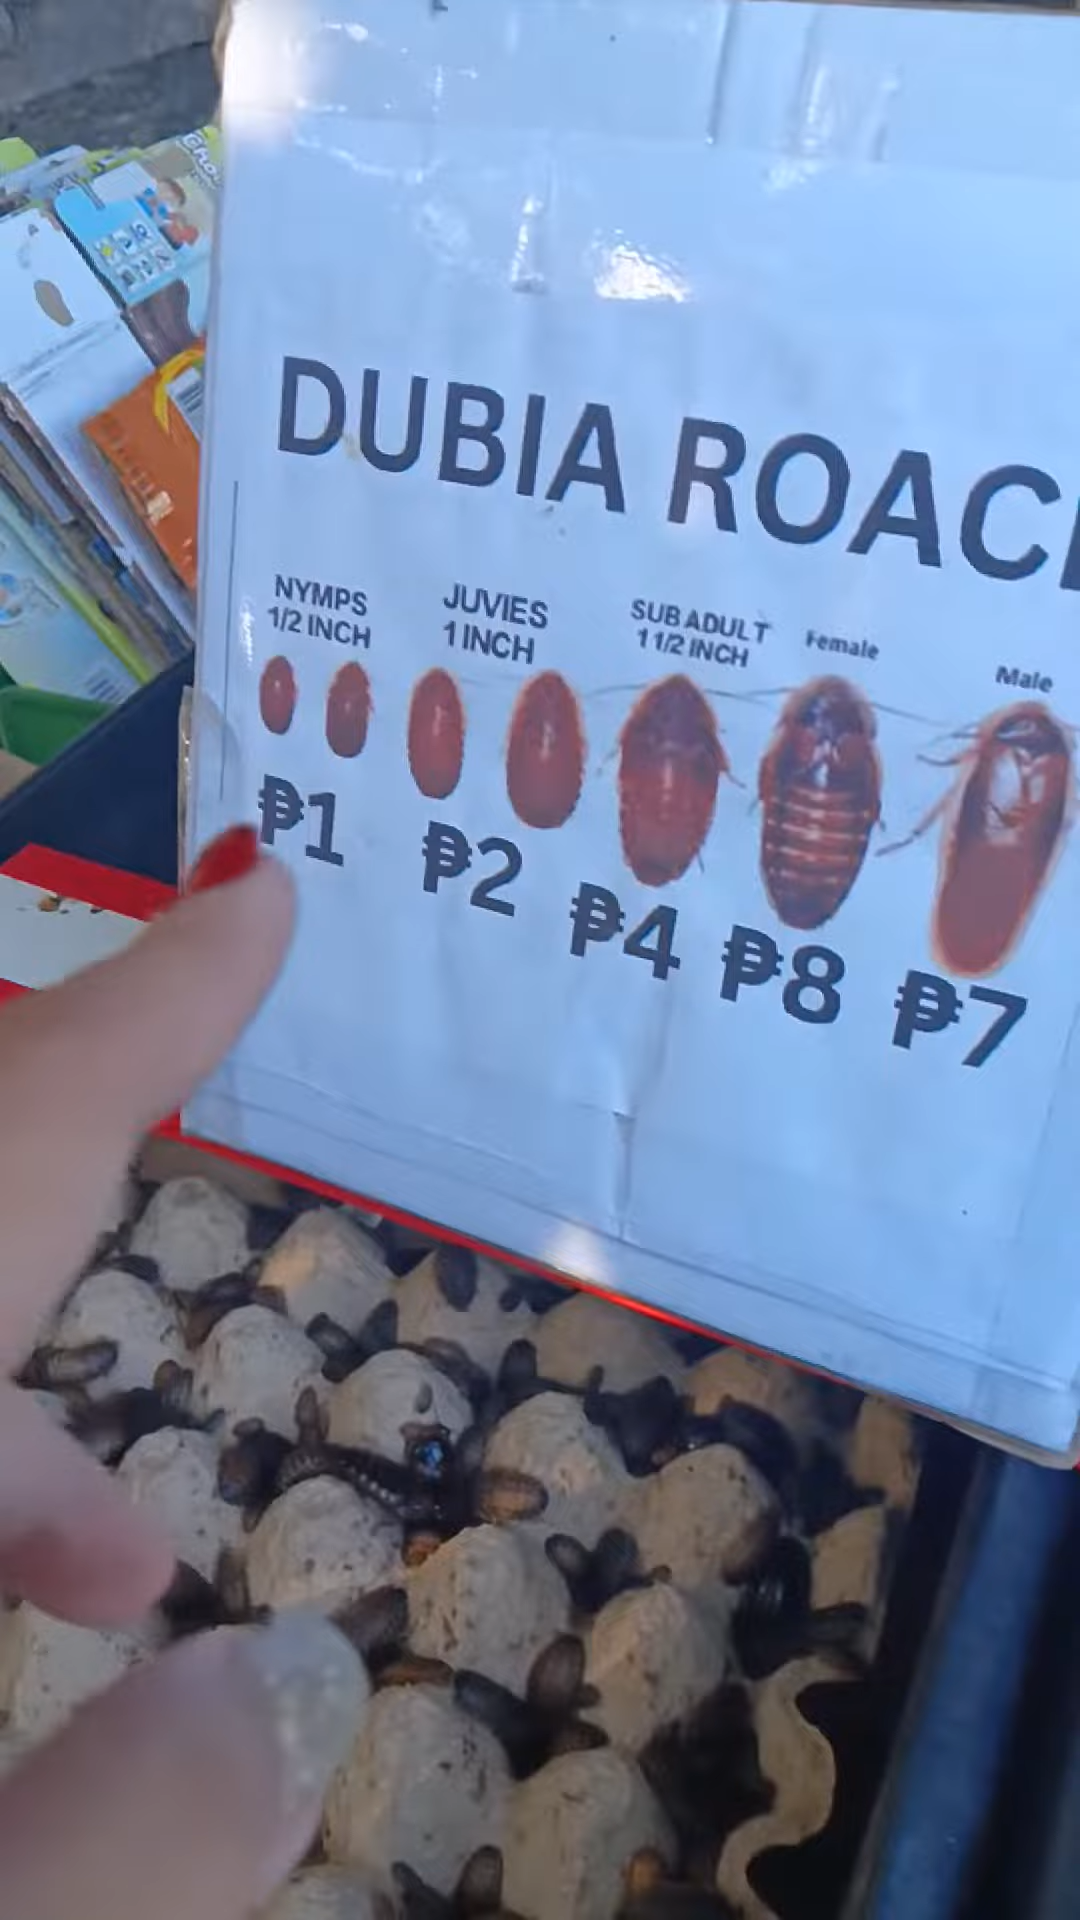 DUBIA ROAC
NYMPS
1/2 INCH
JUVIES
1 INCH
SUB ADULT
1 1/2 INCH
Female
Male
₱1
₱2
₱4
₱8
₱7